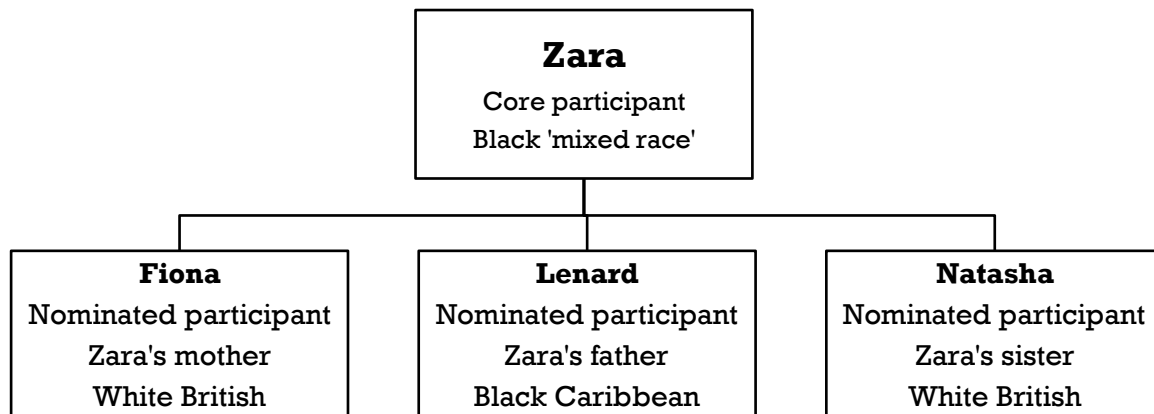 Zara
Core participant
Black 'mixed race'
Fiona
Nominated participant
Zara's mother
White British
Lenard
Nominated participant
Zara's father
Black Caribbean
Natasha
Nominated participant
Zara's sister
White British